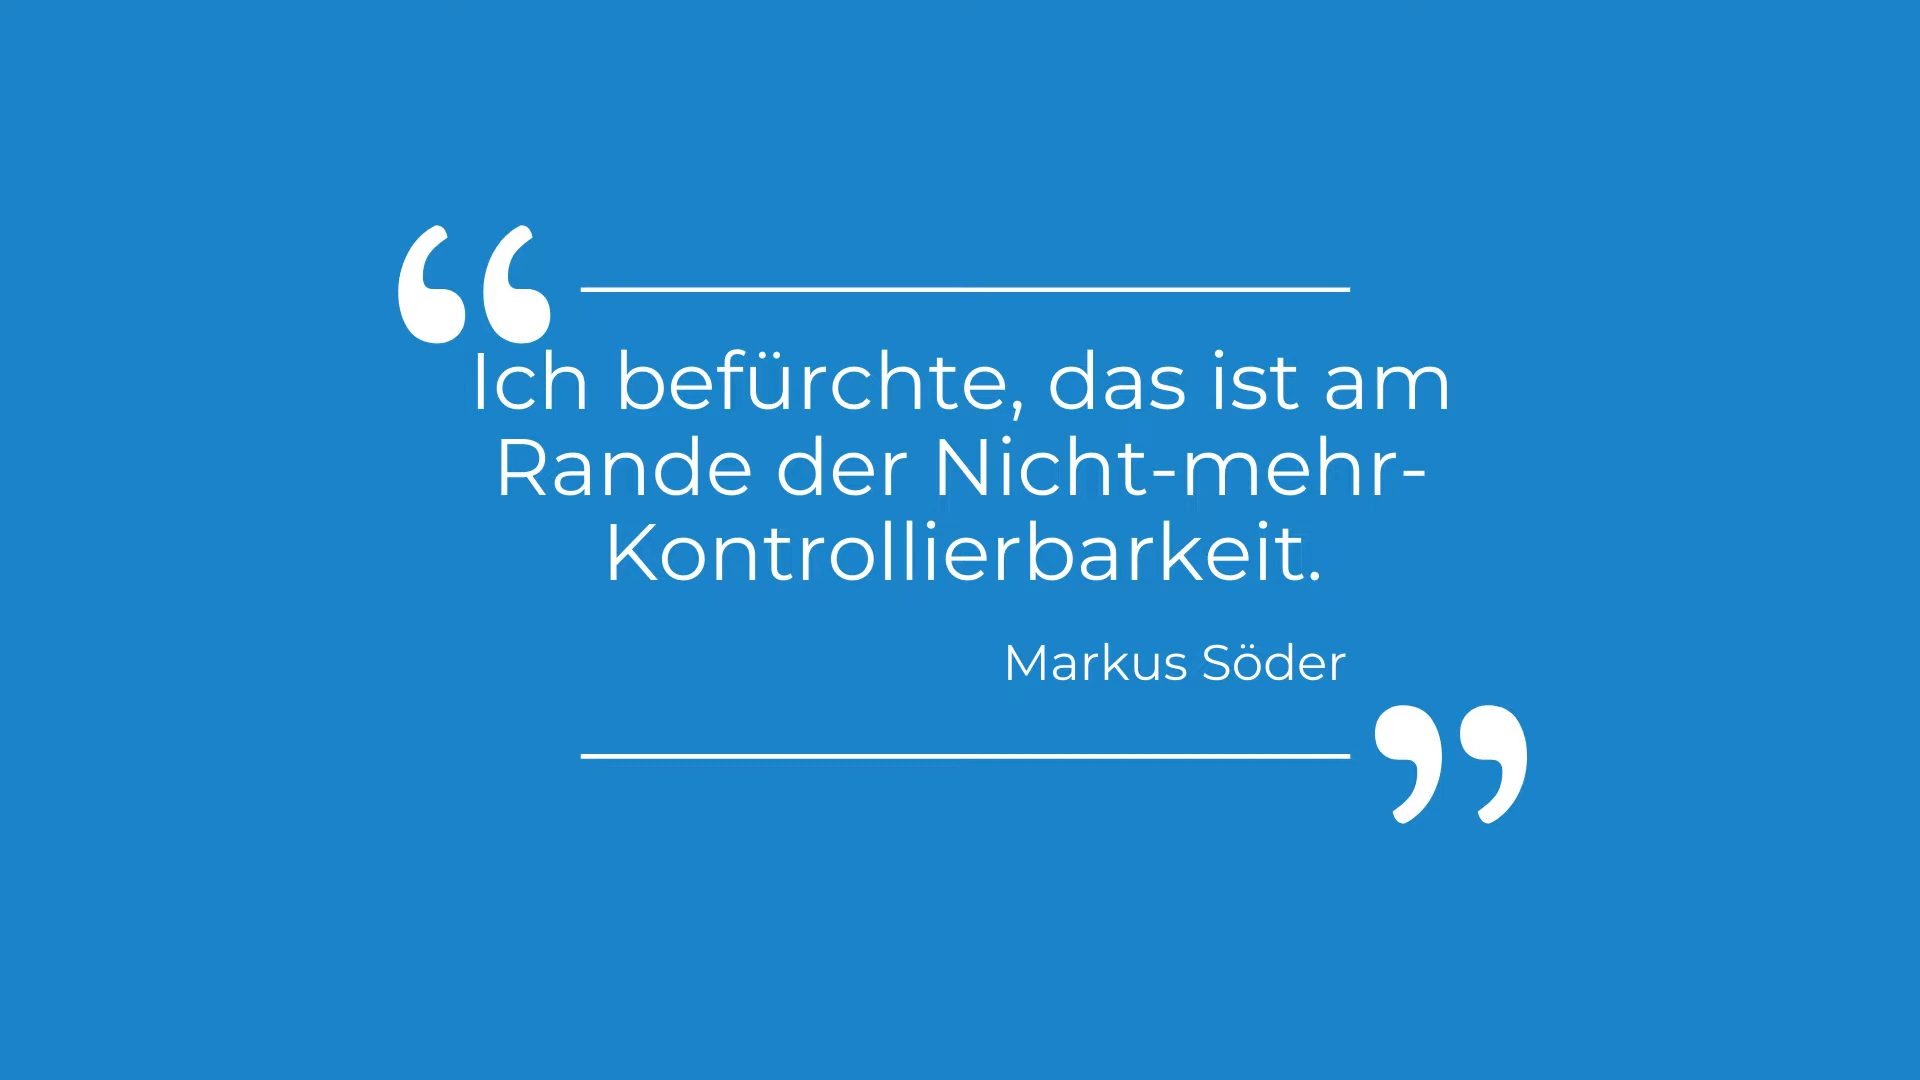 “
Ich befürchte, das ist am
Rande der Nicht-mehr-
Kontrollierbarkeit.
Markus Söder
”